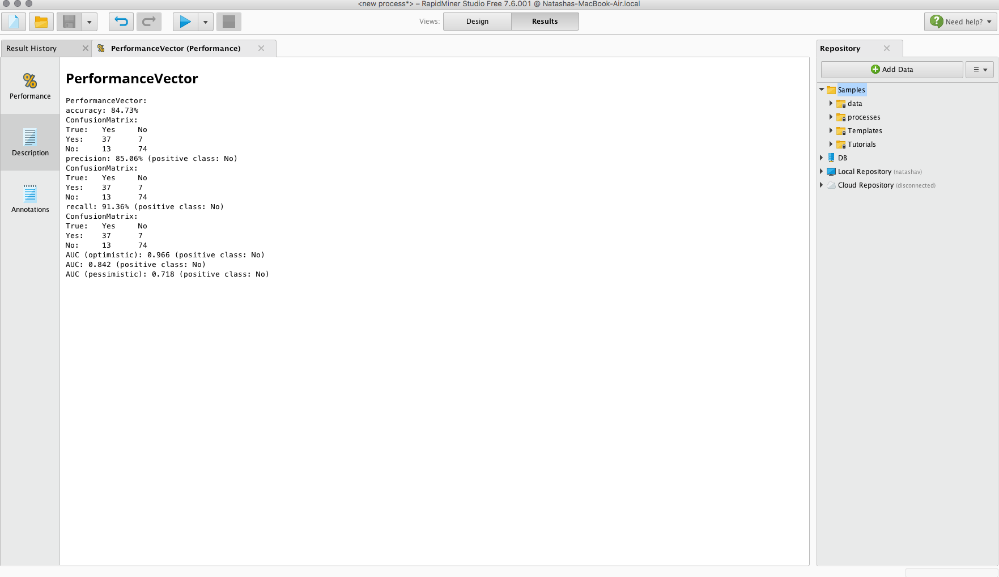 <new process*> – RapidMiner Studio Free 7.6.001 @ Natashas-MacBook-Air.local
Views: Design Results
Need help?
Result History
PerformanceVector (Performance)
Repository
Performance
Description
Annotations
PerformanceVector
PerformanceVector:
accuracy: 84.73%
ConfusionMatrix:
True: Yes No
Yes: 37 7
No: 13 74
precision: 85.06% (positive class: No)
ConfusionMatrix:
True: Yes No
Yes: 37 7
No: 13 74
recall: 91.36% (positive class: No)
ConfusionMatrix:
True: Yes No
Yes: 37 7
No: 13 74
AUC (optimistic): 0.966 (positive class: No)
AUC: 0.842 (positive class: No)
AUC (pessimistic): 0.718 (positive class: No)
Add Data
Samples
data
processes
Templates
Tutorials
DB
Local Repository (natashav)
Cloud Repository (disconnected)